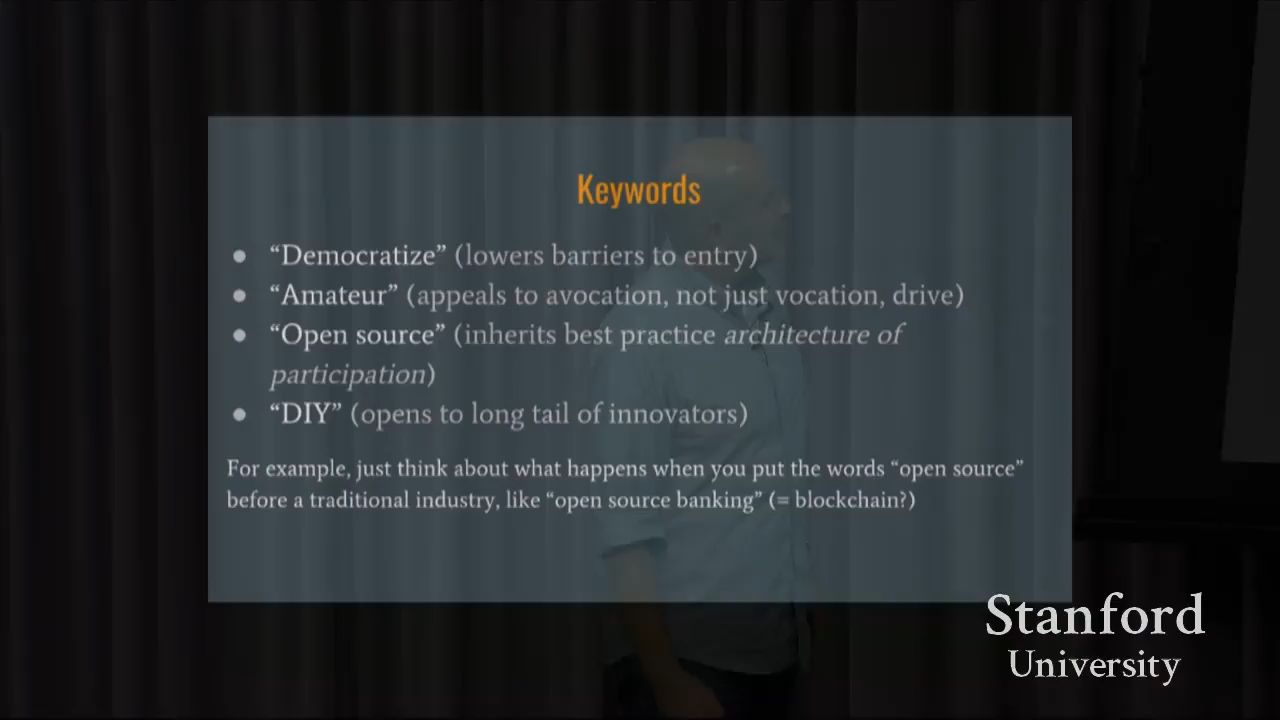 Keywords
● “Democratize” (lowers barriers to entry)
● “Amateur” (appeals to avocation, not just vocation, drive)
● “Open source” (inherits best practice architecture of
participation)
● “DIY” (opens to long tail of innovators)
For example, just think about what happens when you put the words “open source”
before a traditional industry, like “open source banking” (= blockchain?)
Stanford
University